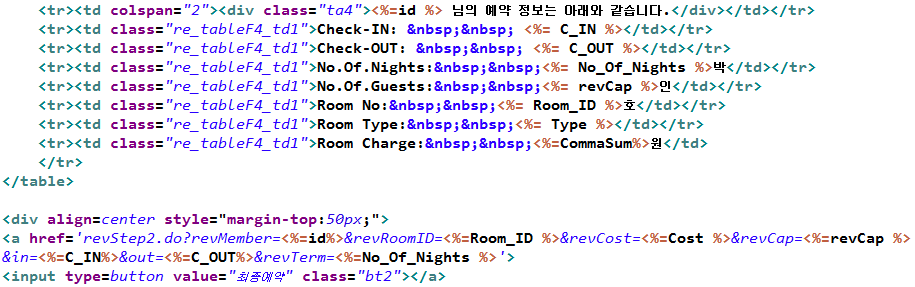 <tr><td colspan="2"><div class="ta4"><%=id %> 님의 예약 정보는 아래와 같습니다.</div></td></tr>
<tr><td class="re_tableF4_td1">Check-IN: &nbsp;&nbsp; <%= C_IN %></td></tr>
<tr><td class="re_tableF4_td1">Check-OUT: &nbsp;&nbsp; <%= C_OUT %></td></tr>
<tr><td class="re_tableF4_td1">No.Of.Nights:&nbsp;&nbsp;<%= No_Of_Nights %>박</td></tr>
<tr><td class="re_tableF4_td1">No.Of.Guests:&nbsp;&nbsp;<%= revCap %>인</td></tr>
<tr><td class="re_tableF4_td1">Room No:&nbsp;&nbsp;<%= Room_ID %>호</td></tr>
<tr><td class="re_tableF4_td1">Room Type:&nbsp;&nbsp;<%= Type %></td></tr>
<tr><td class="re_tableF4_td1">Room Charge:&nbsp;&nbsp;<%=CommaSum%>원</td>
</tr>
</table>
<div align=center style="margin-top:50px;">
<a href='revStep2.do?revMember=<%=id%>&revRoomID=<%=Room_ID %>&revCost=<%=Cost %>&revCap=<%=revCap %>
&in=<%=C_IN%>&out=<%=C_OUT%>&revTerm=<%=No_Of_Nights %>'>
<input type=button value="최종예약" class="bt2"></a>